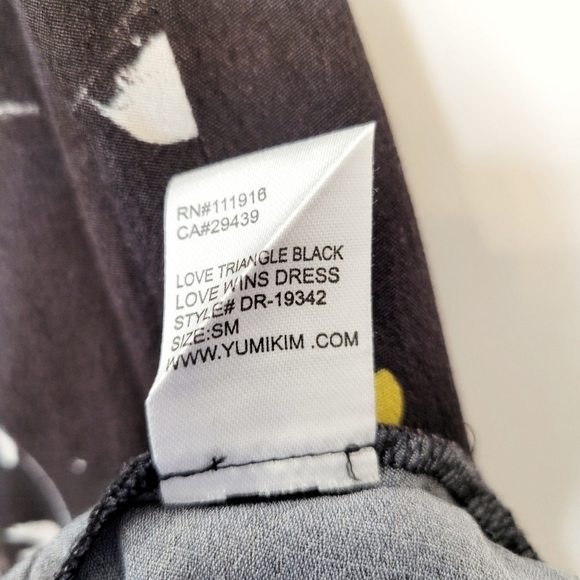 RN#111916
CA#29439
LOVE TRIANGLE BLACK
LOVE WINS DRESS
STYLE# DR-19342
SIZE:SM
WWW.YUMIKIM .COM